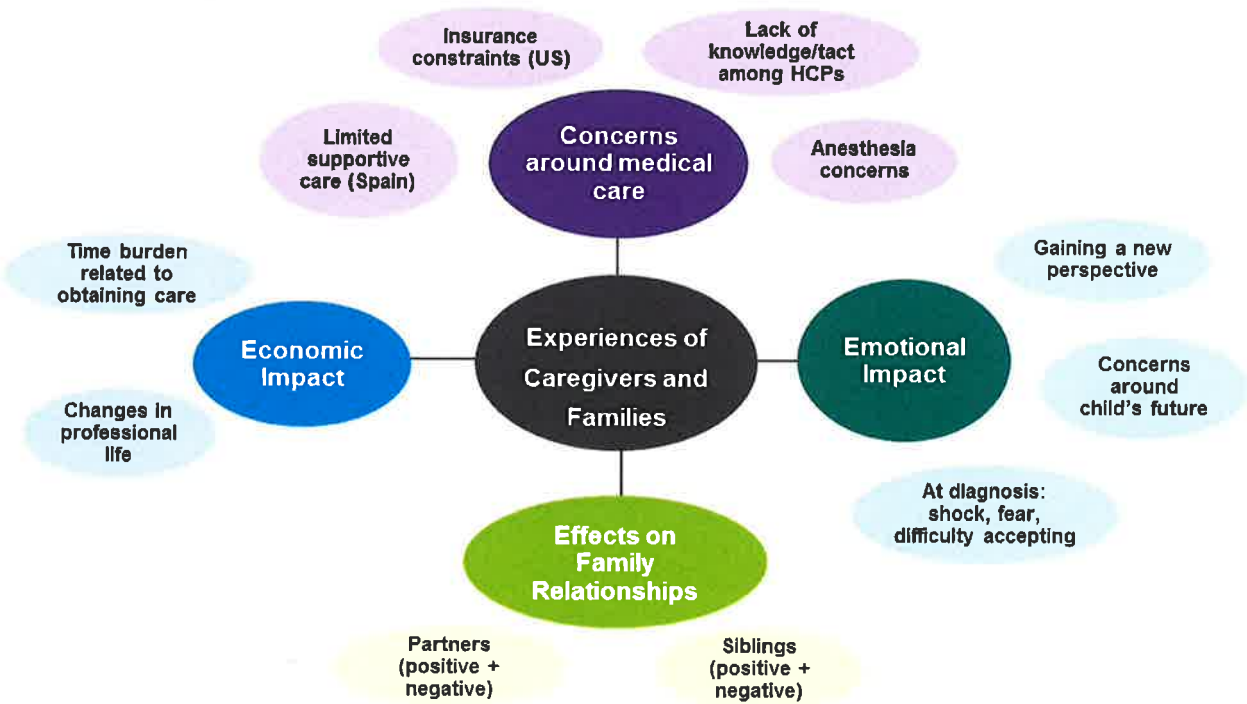 Insurance
constraints (US)
Lack of
knowledge/tact
among HCPs
Limited
supportive
care (Spain)
Concerns
around medical
care
Anesthesia
concerns
Time burden
related to
obtaining care
Gaining a new
perspective
Economic
Impact
Experiences of
Caregivers and
Families
Emotional
Impact
Concerns
around
child's future
Changes in
professional
life
At diagnosis:
shock, fear,
difficulty accepting
Effects on
Family
Relationships
Partners
(positive +
negative)
Siblings
(positive +
negative)